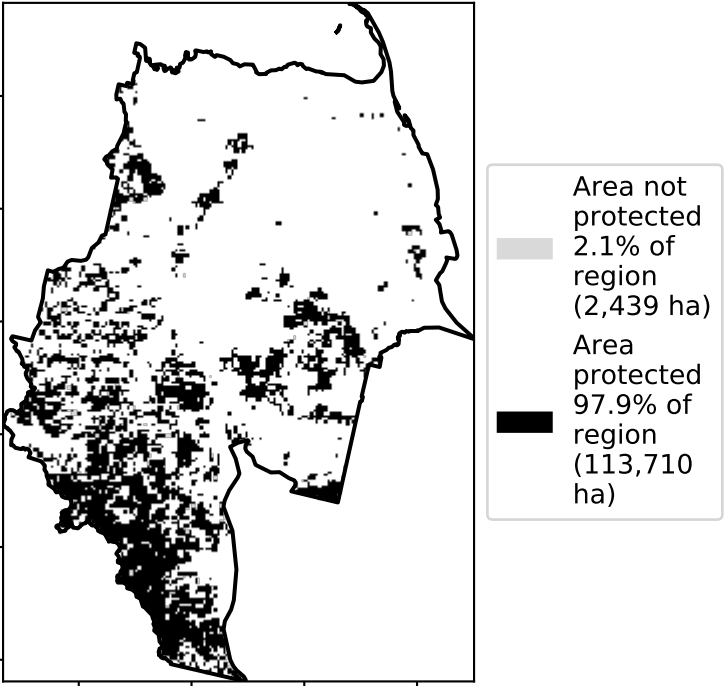 Area not
protected
2.1% of
region
(2,439 ha)
Area
protected
97.9% of
region
(113,710
ha)